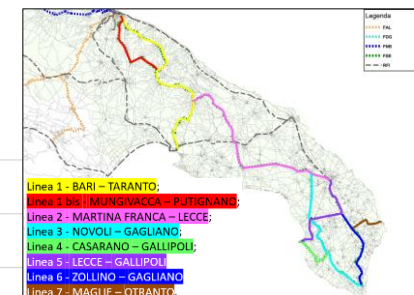 Legenda
FAL
FDG
FNB
FSE
RFI
Linea 1 - BARI – TARANTO;
Linea 1 bis - MUNGIVACCA – PUTIGNANO;
Linea 2 - MARTINA FRANCA – LECCE;
Linea 3 - NOVOLI – GAGLIANO;
Linea 4 - CASARANO – GALLIPOLI;
Linea 5 - LECCE – GALLIPOLI
Linea 6 - ZOLLINO – GAGLIANO
Linea 7 - MAGLIE – OTRANTO.